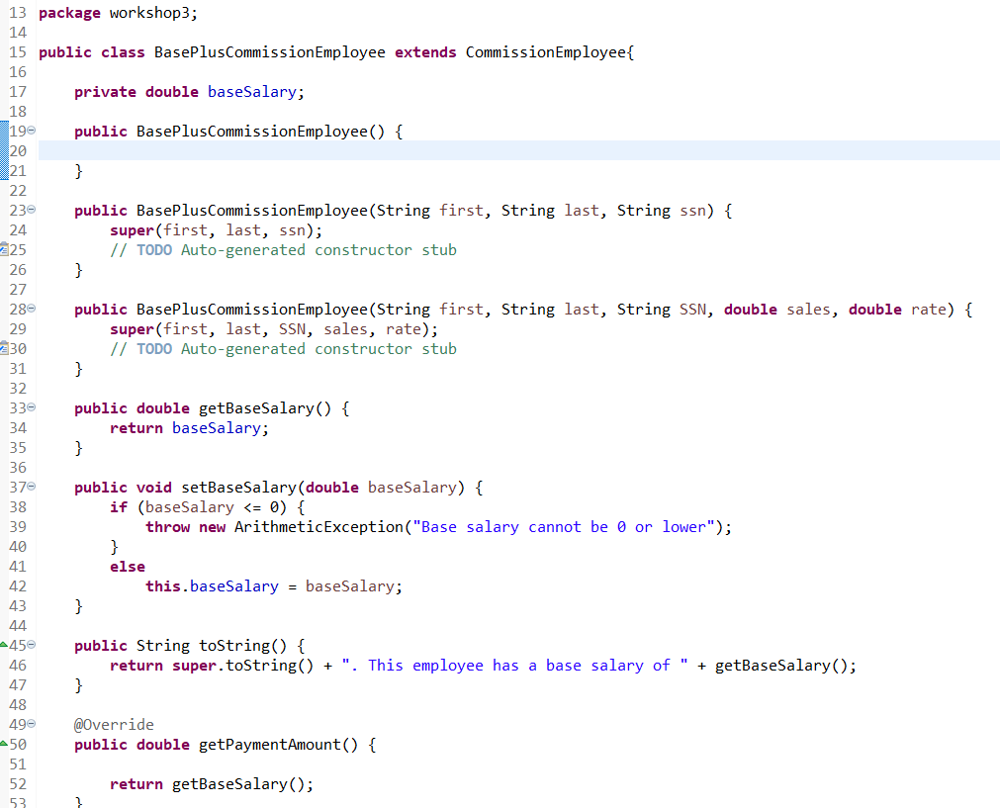 13 package workshop3;
14
15 public class BasePlusCommissionEmployee extends CommissionEmployee{
16
17     private double baseSalary;
18
19     public BasePlusCommissionEmployee() {
20
21     }
22
23     public BasePlusCommissionEmployee(String first, String last, String ssn) {
24         super(first, last, ssn);
25         // TODO Auto-generated constructor stub
26     }
27
28     public BasePlusCommissionEmployee(String first, String last, String SSN, double sales, double rate) {
29         super(first, last, SSN, sales, rate);
30         // TODO Auto-generated constructor stub
31     }
32
33     public double getBaseSalary() {
34         return baseSalary;
35     }
36
37     public void setBaseSalary(double baseSalary) {
38         if (baseSalary <= 0) {
39             throw new ArithmeticException("Base salary cannot be 0 or lower");
40         }
41         else
42             this.baseSalary = baseSalary;
43     }
44
45     public String toString() {
46         return super.toString() + ". This employee has a base salary of " + getBaseSalary();
47     }
48
49     @Override
50     public double getPaymentAmount() {
51
52         return getBaseSalary();
53     }